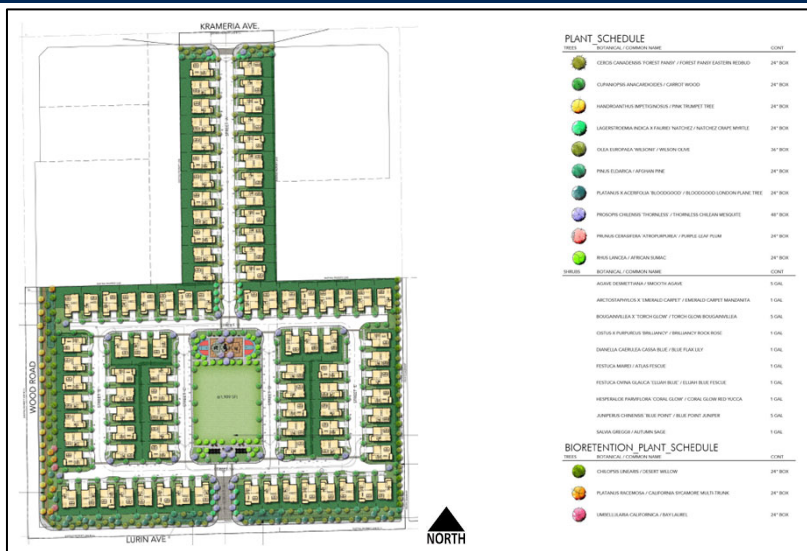 KRAMERIA AVE.
WOOD ROAD
LURIN AVE.
NORTH
PLANT_SCHEDULE
TREES BOTANICAL / COMMON NAME CONT
CERCIS CANADENSIS 'FOREST PANSY' / FOREST PANSY EASTERN REDBUD 24" BOX
CUPANIOPSIS ANACARDIOIDES / CARROT WOOD 24" BOX
HANDROANTHUS IMPETIGINOSUS / PINK TRUMPET TREE 24" BOX
LAGERSTROEMIA INDICA X FAURIEI 'NATCHEZ' / NATCHEZ CRAPE MYRTLE 24" BOX
OLEA EUROPAEA 'WILSONII' / WILSON OLIVE 36" BOX
PINUS ELDARICA / AFGHAN PINE 24" BOX
PLATANUS X ACERIFOLIA 'BLOODGOOD' / BLOODGOOD LONDON PLANE TREE 24" BOX
PROSOPIS CHILENSIS 'THORNLESS' / THORNLESS CHILEAN MESQUITE 48" BOX
PRUNUS CERASIFERA 'ATROPURPUREA' / PURPLE LEAF PLUM 24" BOX
RHUS LANCEA / AFRICAN SUMAC 24" BOX
SHRUBS BOTANICAL / COMMON NAME CONT
AGAVE DESMETTIANA / SMOOTH AGAVE 5 GAL
ARCTOSTAPHYLOS X 'EMERALD CARPET' / EMERALD CARPET MANZANITA 1 GAL
BOUGAINVILLEA X 'TORCH GLOW' / TORCH GLOW BOUGAINVILLEA 5 GAL
CISTUS X PURPUREUS 'BRILLIANCY' / BRILLIANCY ROCK ROSE 1 GAL
DIANELLA CAERULEA CASSA BLUE / BLUE FLAX LILY 1 GAL
FESTUCA MAIREI / ATLAS FESCUE 1 GAL
FESTUCA OVINA GLAUCA 'ELIJAH BLUE' / ELIJAH BLUE FESCUE 1 GAL
HESPERALOE PARVIFLORA 'CORAL GLOW' / CORAL GLOW RED YUCCA 1 GAL
JUNIPERUS CHINENSIS 'BLUE POINT' / BLUE POINT JUNIPER 5 GAL
SALVIA GREGGII / AUTUMN SAGE 1 GAL
BIORETENTION_PLANT_SCHEDULE
TREES BOTANICAL / COMMON NAME CONT
CHILOPSIS LINEARIS / DESERT WILLOW 24" BOX
PLATANUS RACEMOSA / CALIFORNIA SYCAMORE MULTI-TRUNK 24" BOX
UMBELLULARIA CALIFORNICA / BAY LAUREL 24" BOX